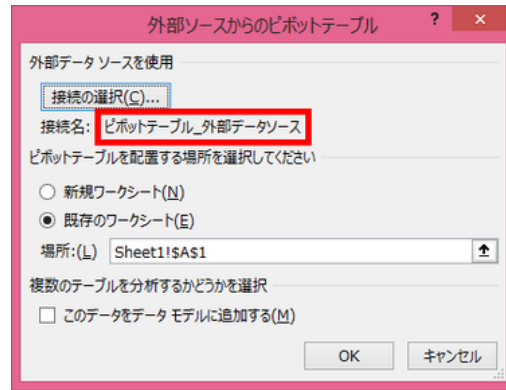 外部ソースからのピボットテーブル ? ×
外部データ ソースを使用
接続の選択(C)...
接続名: ピボットテーブル_外部データソース
ピボットテーブルを配置する場所を選択してください
新規ワークシート(N)
既存のワークシート(E)
場所:(L) Sheet1!$A$1
複数のテーブルを分析するかどうかを選択
このデータをデータ モデルに追加する(M)
OK キャンセル